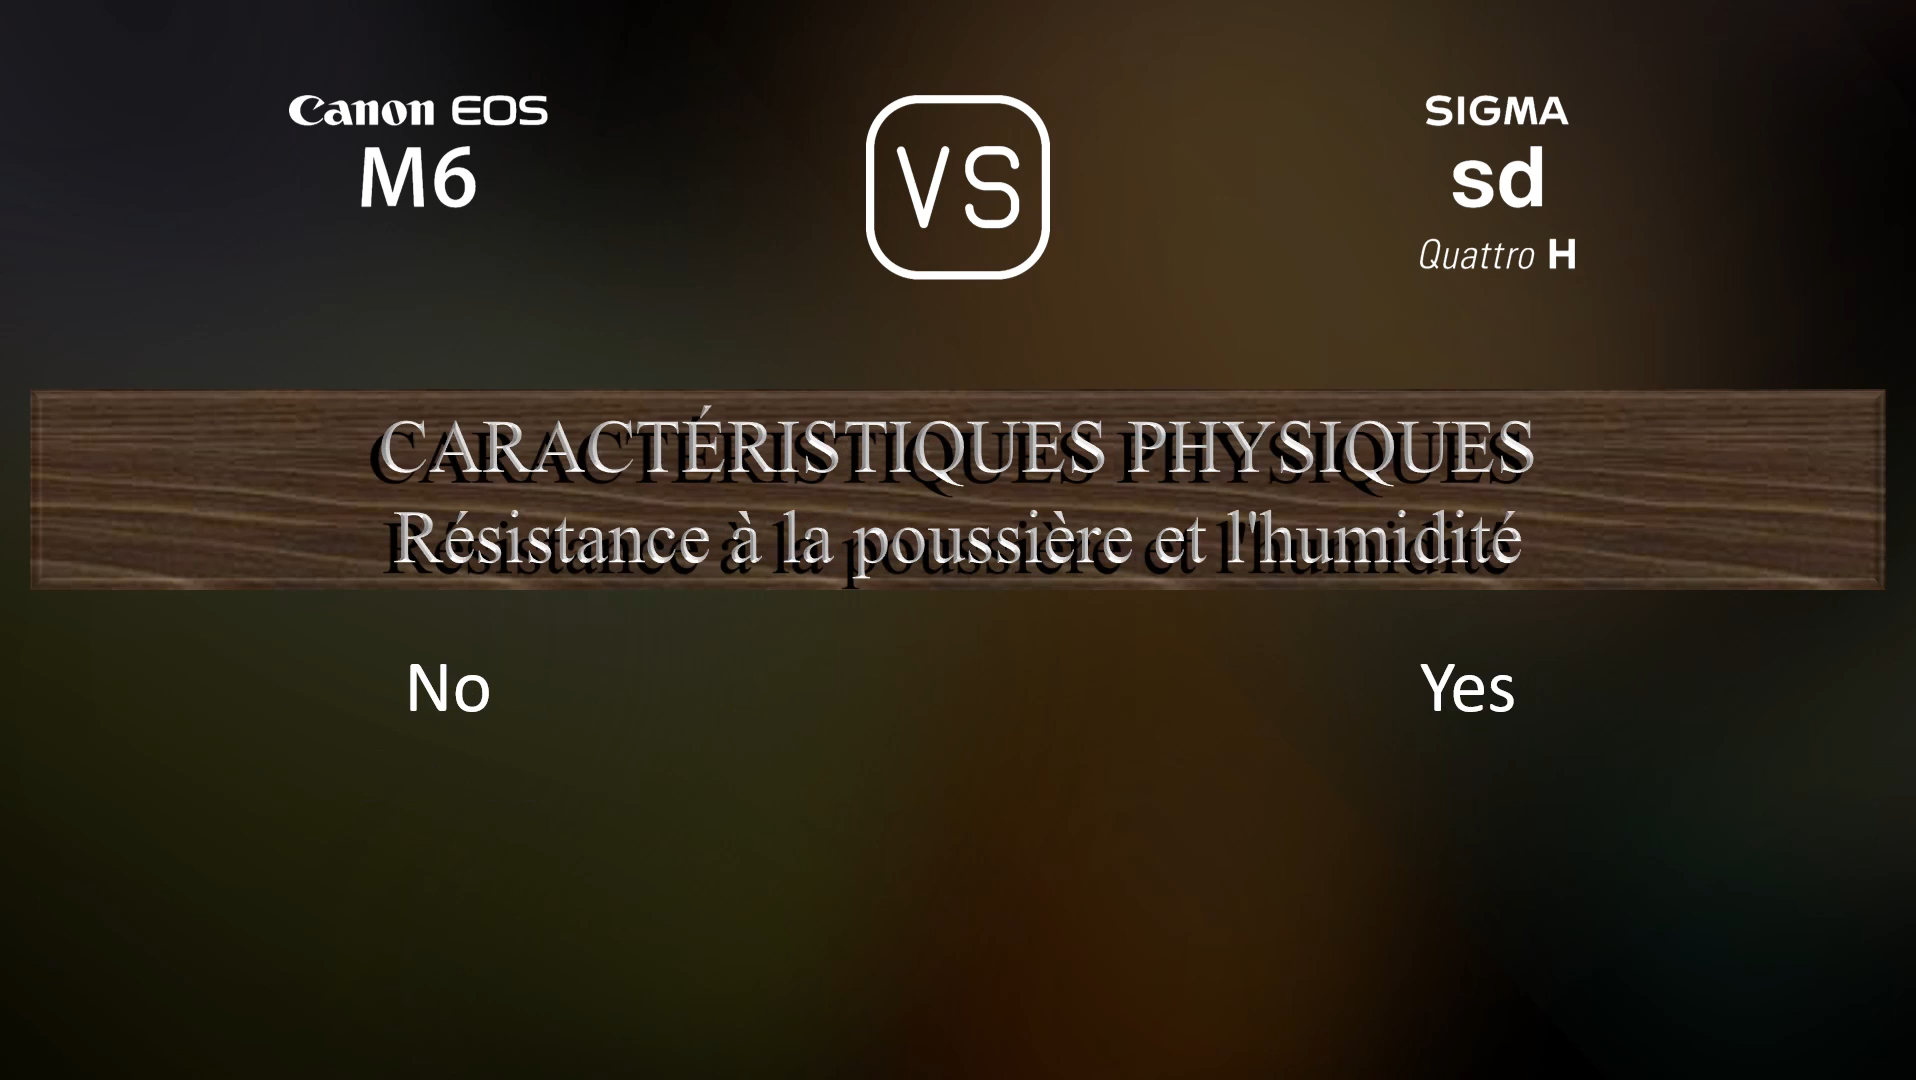 Canon EOS
M6
VS
SIGMA
sd
Quattro H
CARACTÉRISTIQUES PHYSIQUES
Résistance à la poussière et l'humidité
No
Yes